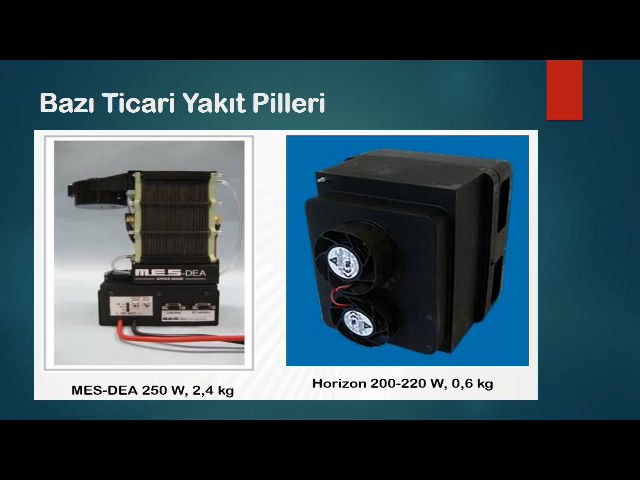 Bazı Ticari Yakıt Pilleri
MES-DEA
MES-DEA 250 W, 2,4 kg
Horizon 200-220 W, 0,6 kg